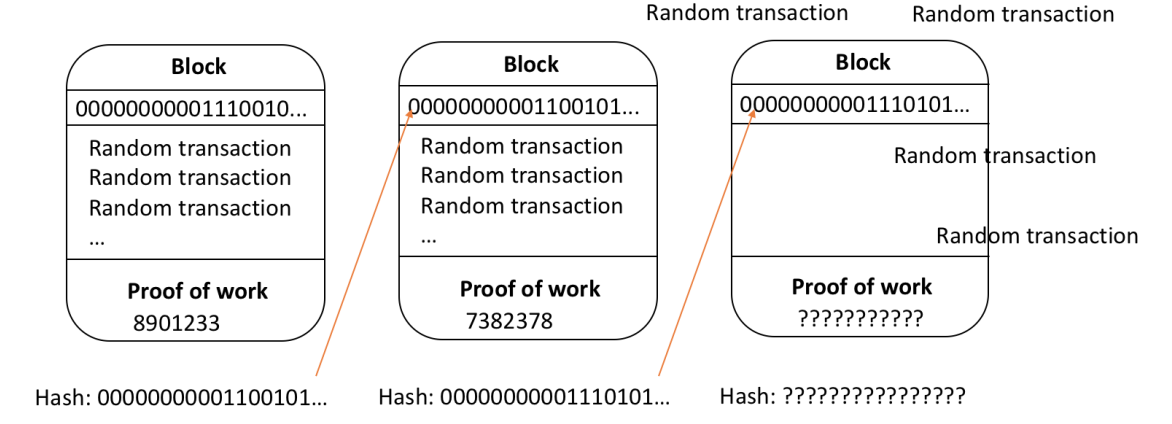 Random transaction
Random transaction
Block
00000000001110010...
Random transaction
Random transaction
Random transaction
...
Proof of work
8901233
Hash: 00000000001100101...
Block
00000000001100101...
Random transaction
Random transaction
Random transaction
...
Proof of work
7382378
Hash: 00000000001110101...
Block
00000000001110101...
Random transaction
Random transaction
Proof of work
???????????
Hash: ????????????????